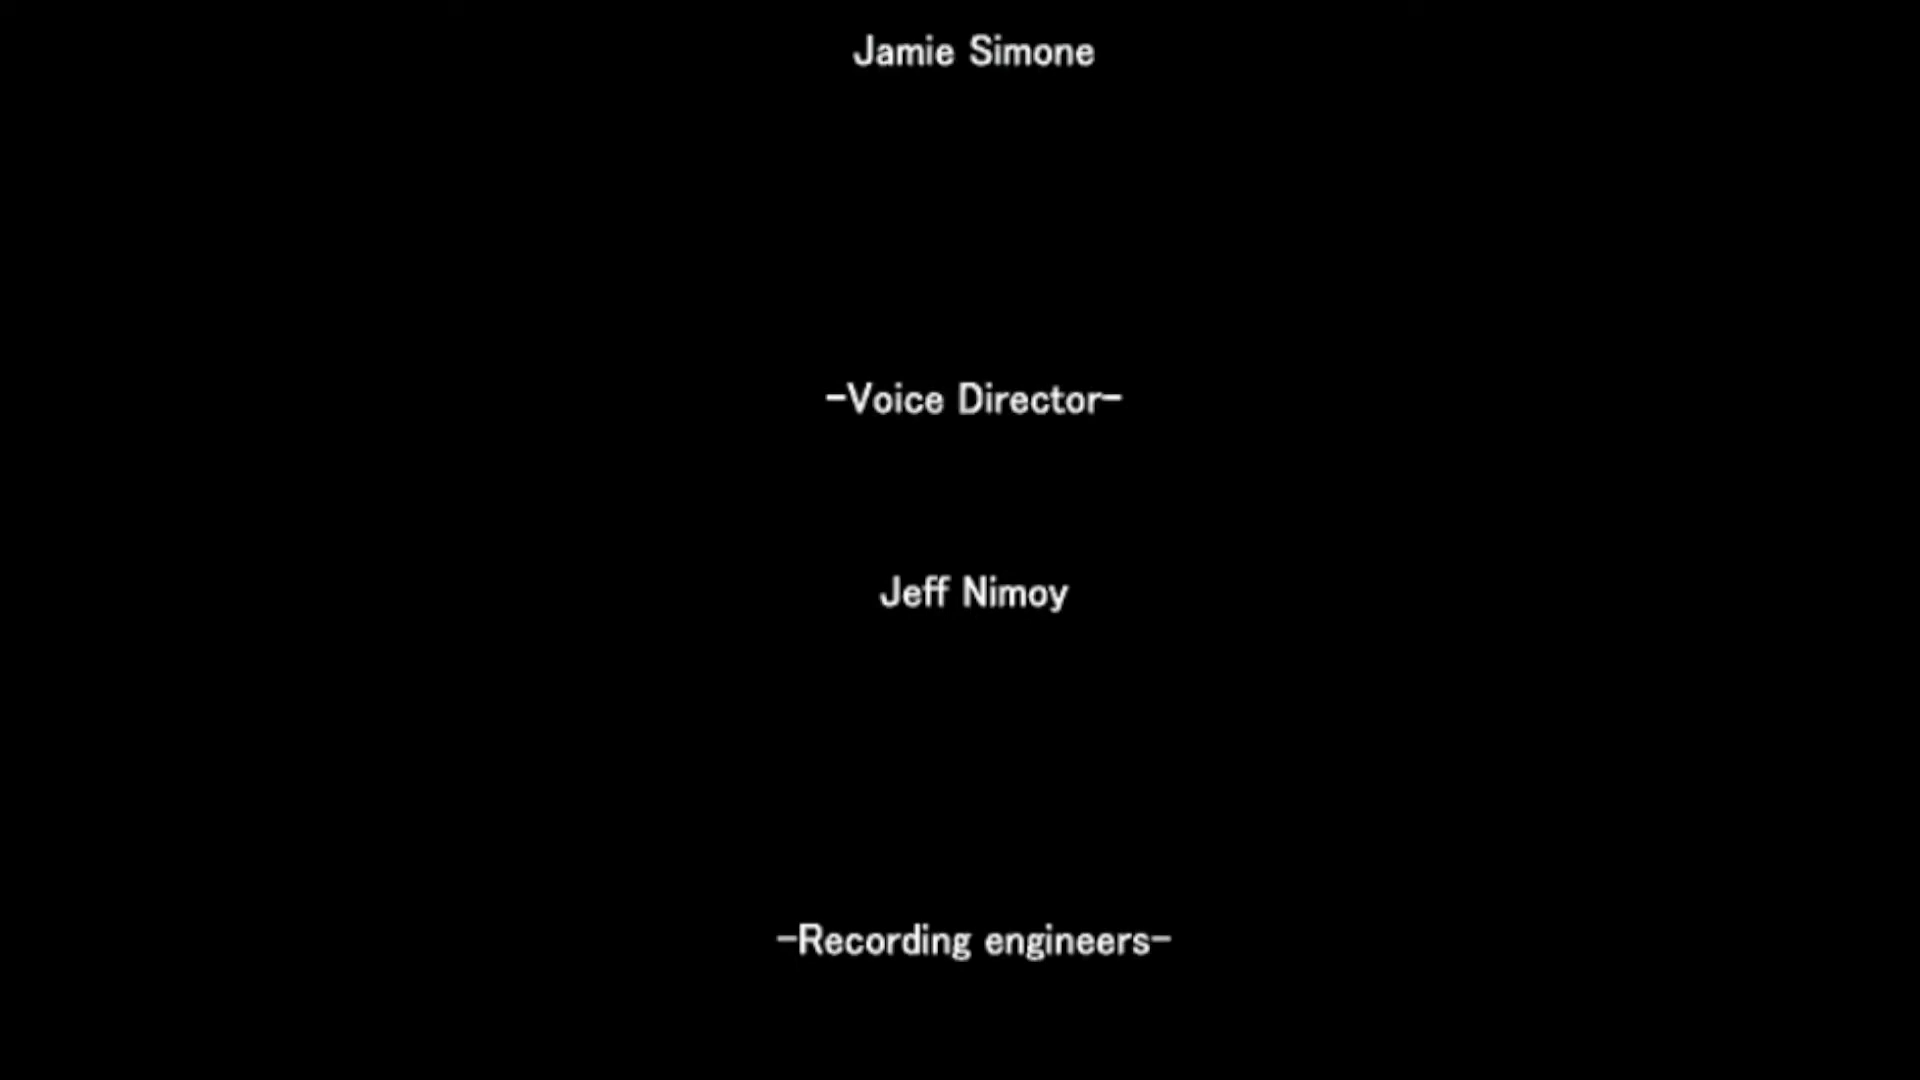 Jamie Simone
-Voice Director-
Jeff Nimoy
-Recording engineers-